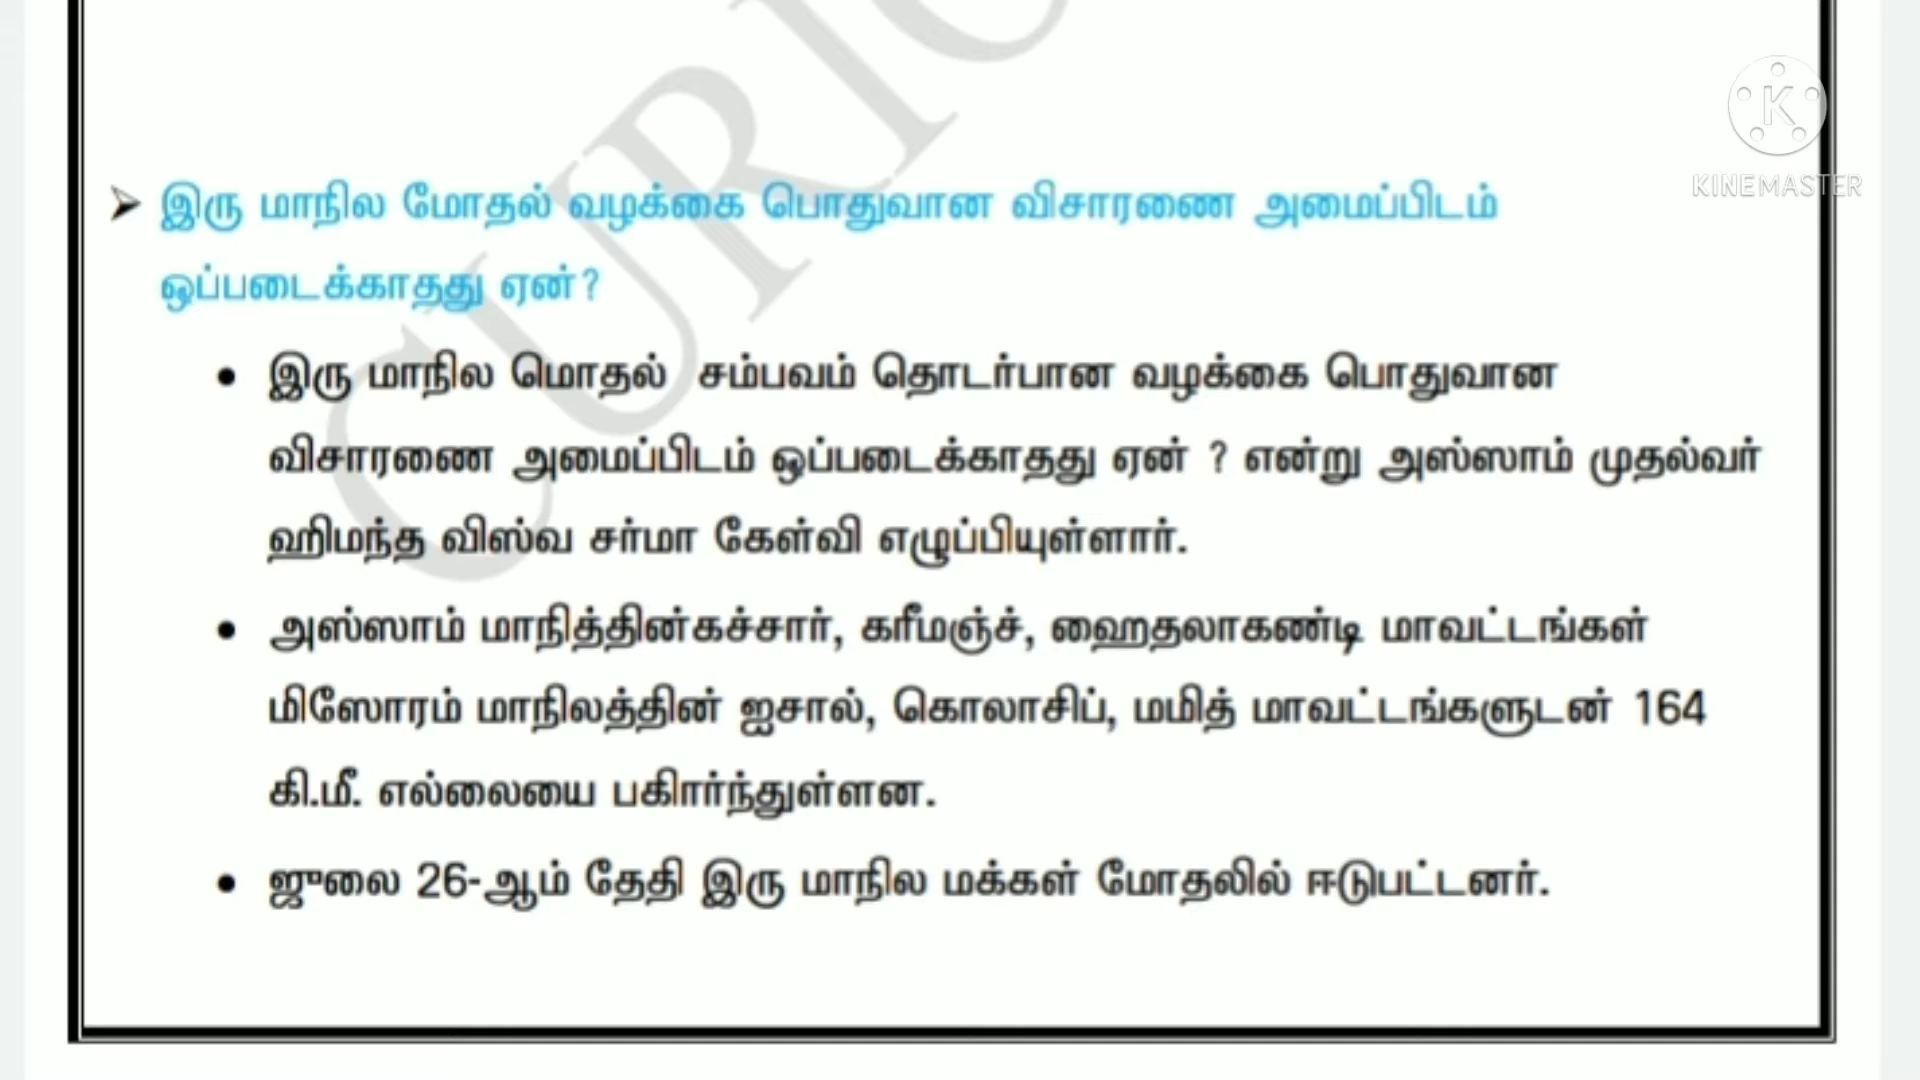 KINEMASTER
➤ இரு மாநில மோதல் வழக்கை பொதுவான விசாரணை அமைப்பிடம்
ஒப்படைக்காதது ஏன்?
• இரு மாநில மொதல் சம்பவம் தொடர்பான வழக்கை பொதுவான
விசாரணை அமைப்பிடம் ஒப்படைக்காதது ஏன் ? என்று அஸ்ஸாம் முதல்வர்
ஹிமந்த விஸ்வ சர்மா கேள்வி எழுப்பியுள்ளார்.
• அஸ்ஸாம் மாநித்தின்கச்சார், கரீமஞ்ச், ஹைதலாகண்டி மாவட்டங்கள்
மிஸோரம் மாநிலத்தின் ஐசால், கொலாசிப், மமித் மாவட்டங்களுடன் 164
கி.மீ. எல்லையை பகிார்ந்துள்ளன.
• ஜுலை 26-ஆம் தேதி இரு மாநில மக்கள் மோதலில் ஈடுபட்டனர்.